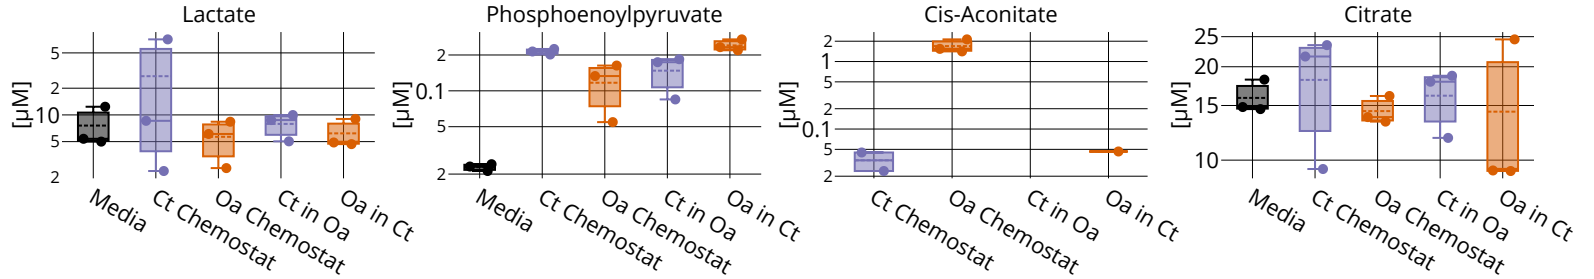 Lactate
[µM]
5
2
10
5
2
Media
Ct Chemostat
Oa Chemostat
Ct in Oa
Oa in Ct
Phosphoenolpyruvate
[µM]
2
0.1
5
2
Media
Ct Chemostat
Oa Chemostat
Ct in Oa
Oa in Ct
Cis-Aconitate
[µM]
2
1
5
2
0.1
5
2
Ct Chemostat
Oa Chemostat
Ct in Oa
Oa in Ct
Citrate
[µM]
25
20
15
10
Media
Ct Chemostat
Oa Chemostat
Ct in Oa
Oa in Ct